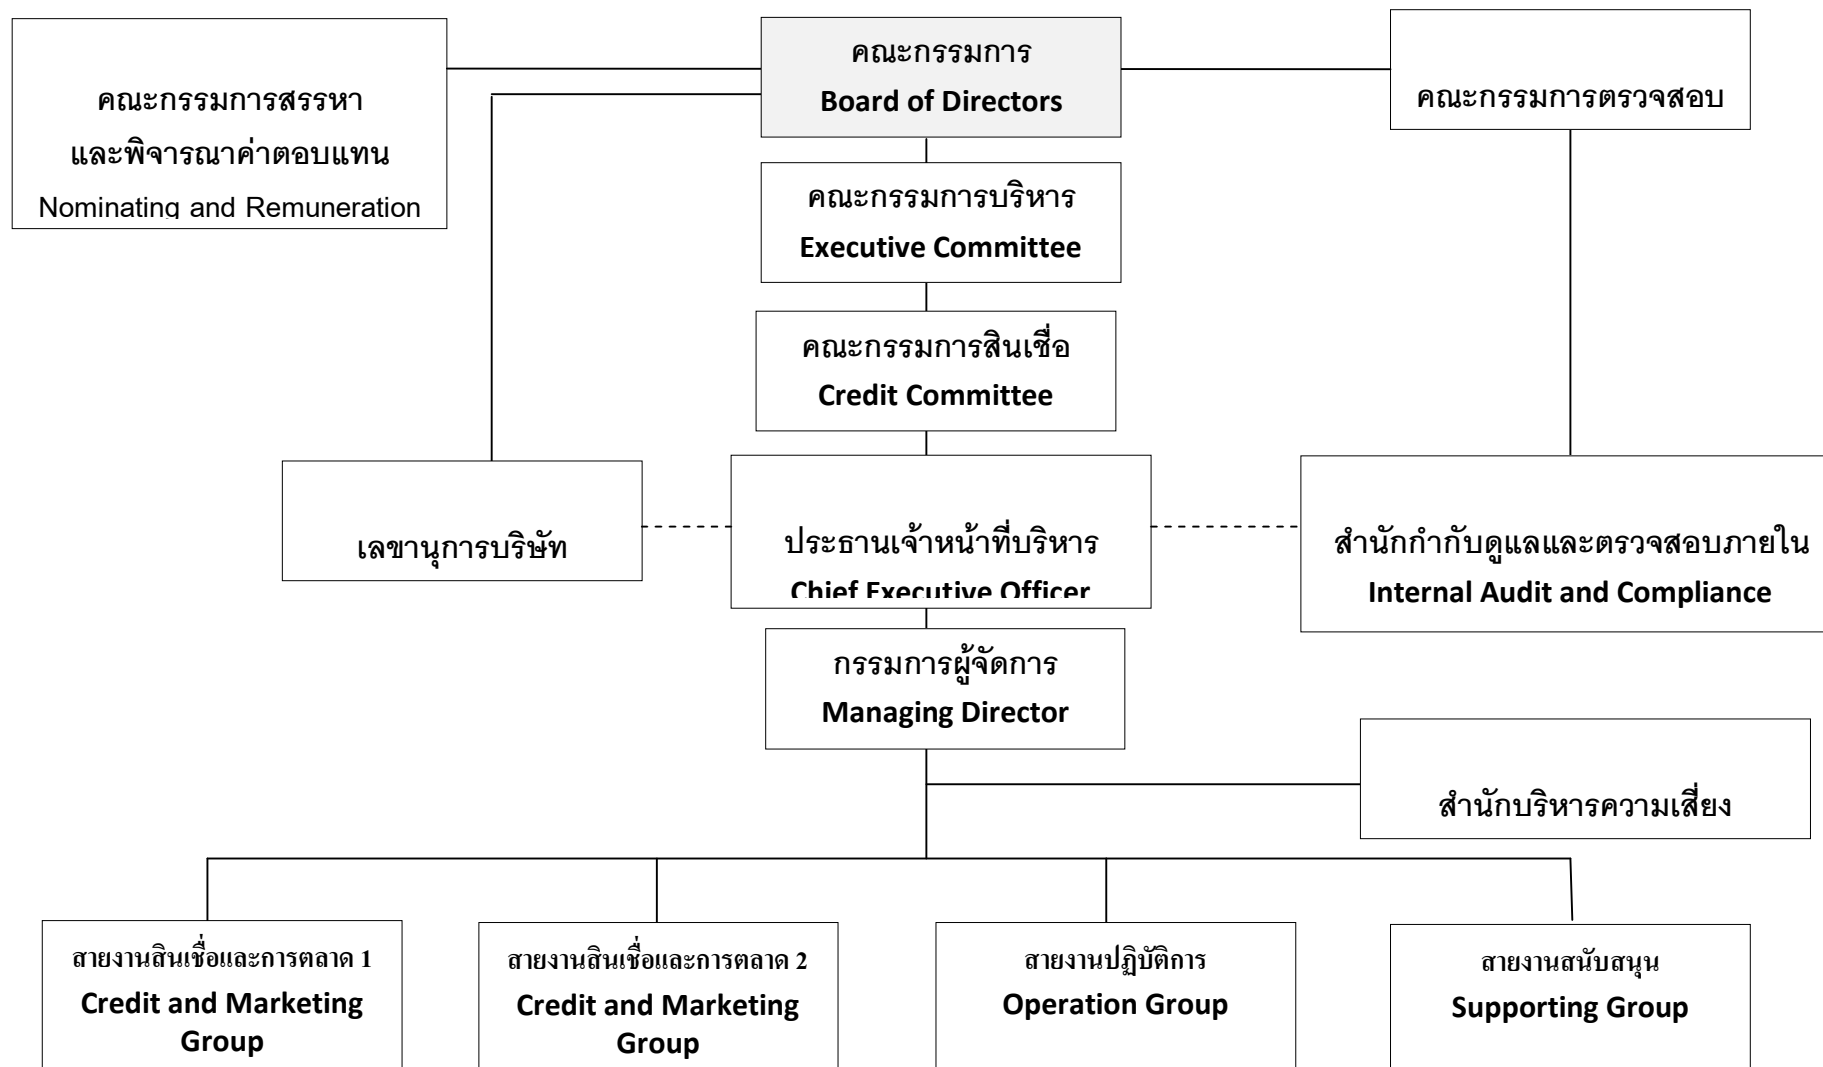 คณะกรรมการ
Board of Directors
คณะกรรมการสรรหา
และพิจารณาค่าตอบแทน
Nominating and Remuneration
คณะกรรมการตรวจสอบ
คณะกรรมการบริหาร
Executive Committee
คณะกรรมการสินเชื่อ
Credit Committee
เลขานุการบริษัท
ประธานเจ้าหน้าที่บริหาร
Chief Executive Officer
สำนักกำกับดูแลและตรวจสอบภายใน
Internal Audit and Compliance
กรรมการผู้จัดการ
Managing Director
สำนักบริหารความเสี่ยง
สายงานสินเชื่อและการตลาด 1
Credit and Marketing
Group
สายงานสินเชื่อและการตลาด 2
Credit and Marketing
Group
สายงานปฏิบัติการ
Operation Group
สายงานสนับสนุน
Supporting Group